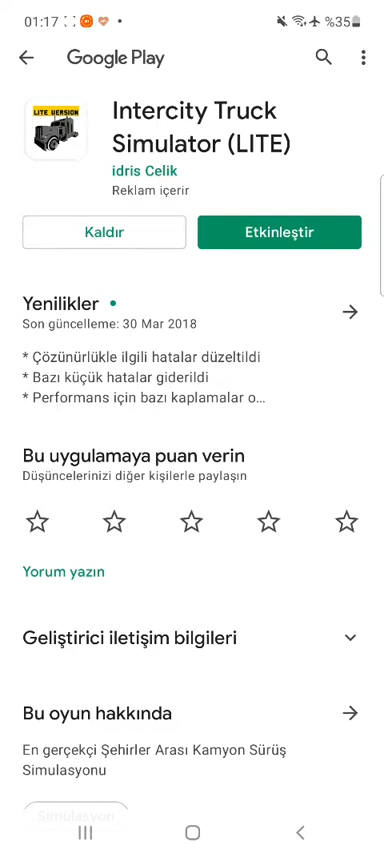 01:17
%35
Google Play
LITE VERSION
Intercity Truck
Simulator (LITE)
idris Celik
Reklam içerir
Kaldır
Etkinleştir
Yenilikler
Son güncelleme: 30 Mar 2018
* Çözünürlükle ilgili hatalar düzeltildi
* Bazı küçük hatalar giderildi
* Performans için bazı kaplamalar o...
Bu uygulamaya puan verin
Düşüncelerinizi diğer kişilerle paylaşın
Yorum yazın
Geliştirici iletişim bilgileri
Bu oyun hakkında
En gerçekçi Şehirler Arası Kamyon Sürüş
Simulasyonu
Simülasyon